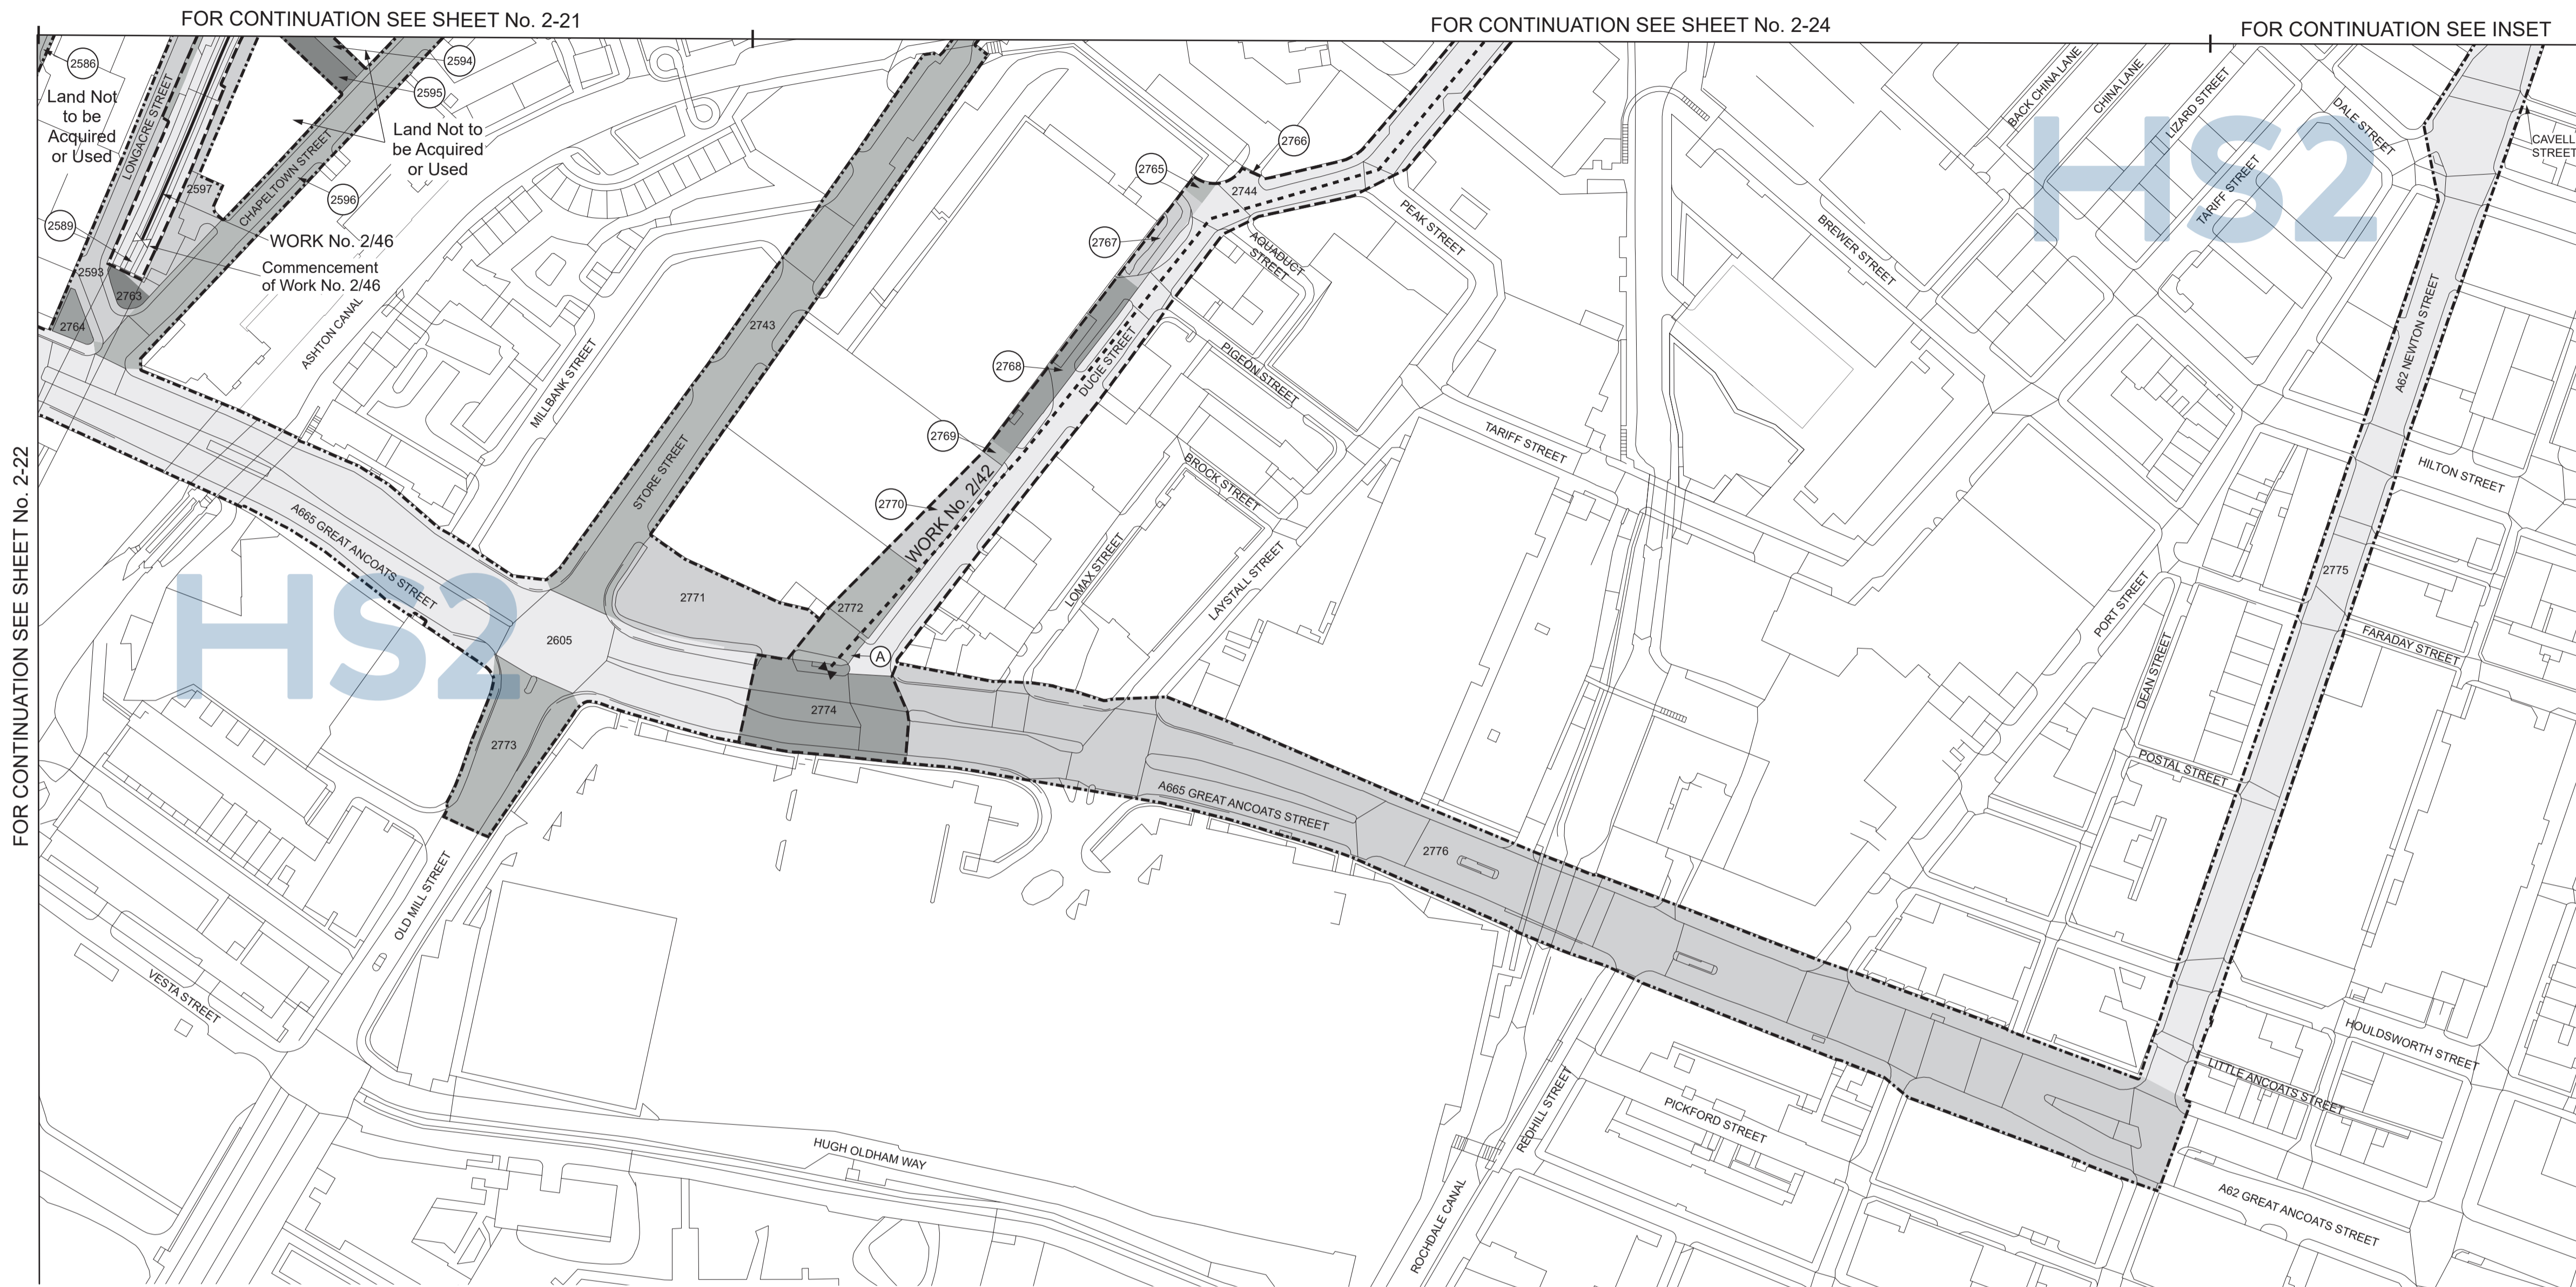 FOR CONTINUATION SEE SHEET No. 2-21
FOR CONTINUATION SEE SHEET No. 2-24
FOR CONTINUATION SEE INSET
FOR CONTINUATION SEE SHEET No. 2-22
2586
Land Not
to be
Acquired
or Used
LONGACRE STREET
2594
2595
Land Not to
be Acquired
or Used
CHAPELTOWN STREET
2597
2596
2589
WORK No. 2/46
Commencement
of Work No. 2/46
2593
2763
2764
ASHTON CANAL
MILLBANK STREET
2743
STORE STREET
2765
2766
2744
2767
AQUADUCT
STREET
PEAK STREET
2768
DUCIE STREET
PIGEON STREET
2769
2770
WORK No. 2/42
BROCK STREET
TARIFF STREET
LOMAX STREET
LAYSTALL STREET
BACK CHINA LANE
CHINA LANE
LIZARD STREET
TARIFF STREET
DALE STREET
CAVELL
STREET
HS2
BREWER STREET
A62 NEWTON STREET
HILTON STREET
2775
PORT STREET
DEAN STREET
FARADAY STREET
POSTAL STREET
A665 GREAT ANCOATS STREET
HS2
2605
2771
2772
A
2773
2774
A665 GREAT ANCOATS STREET
2776
OLD MILL STREET
VESTA STREET
HUGH OLDHAM WAY
ROCHDALE CANAL
REDHILL STREET
PICKFORD STREET
HOULDSWORTH STREET
LITTLE ANCOATS STREET
A62 GREAT ANCOATS STREET